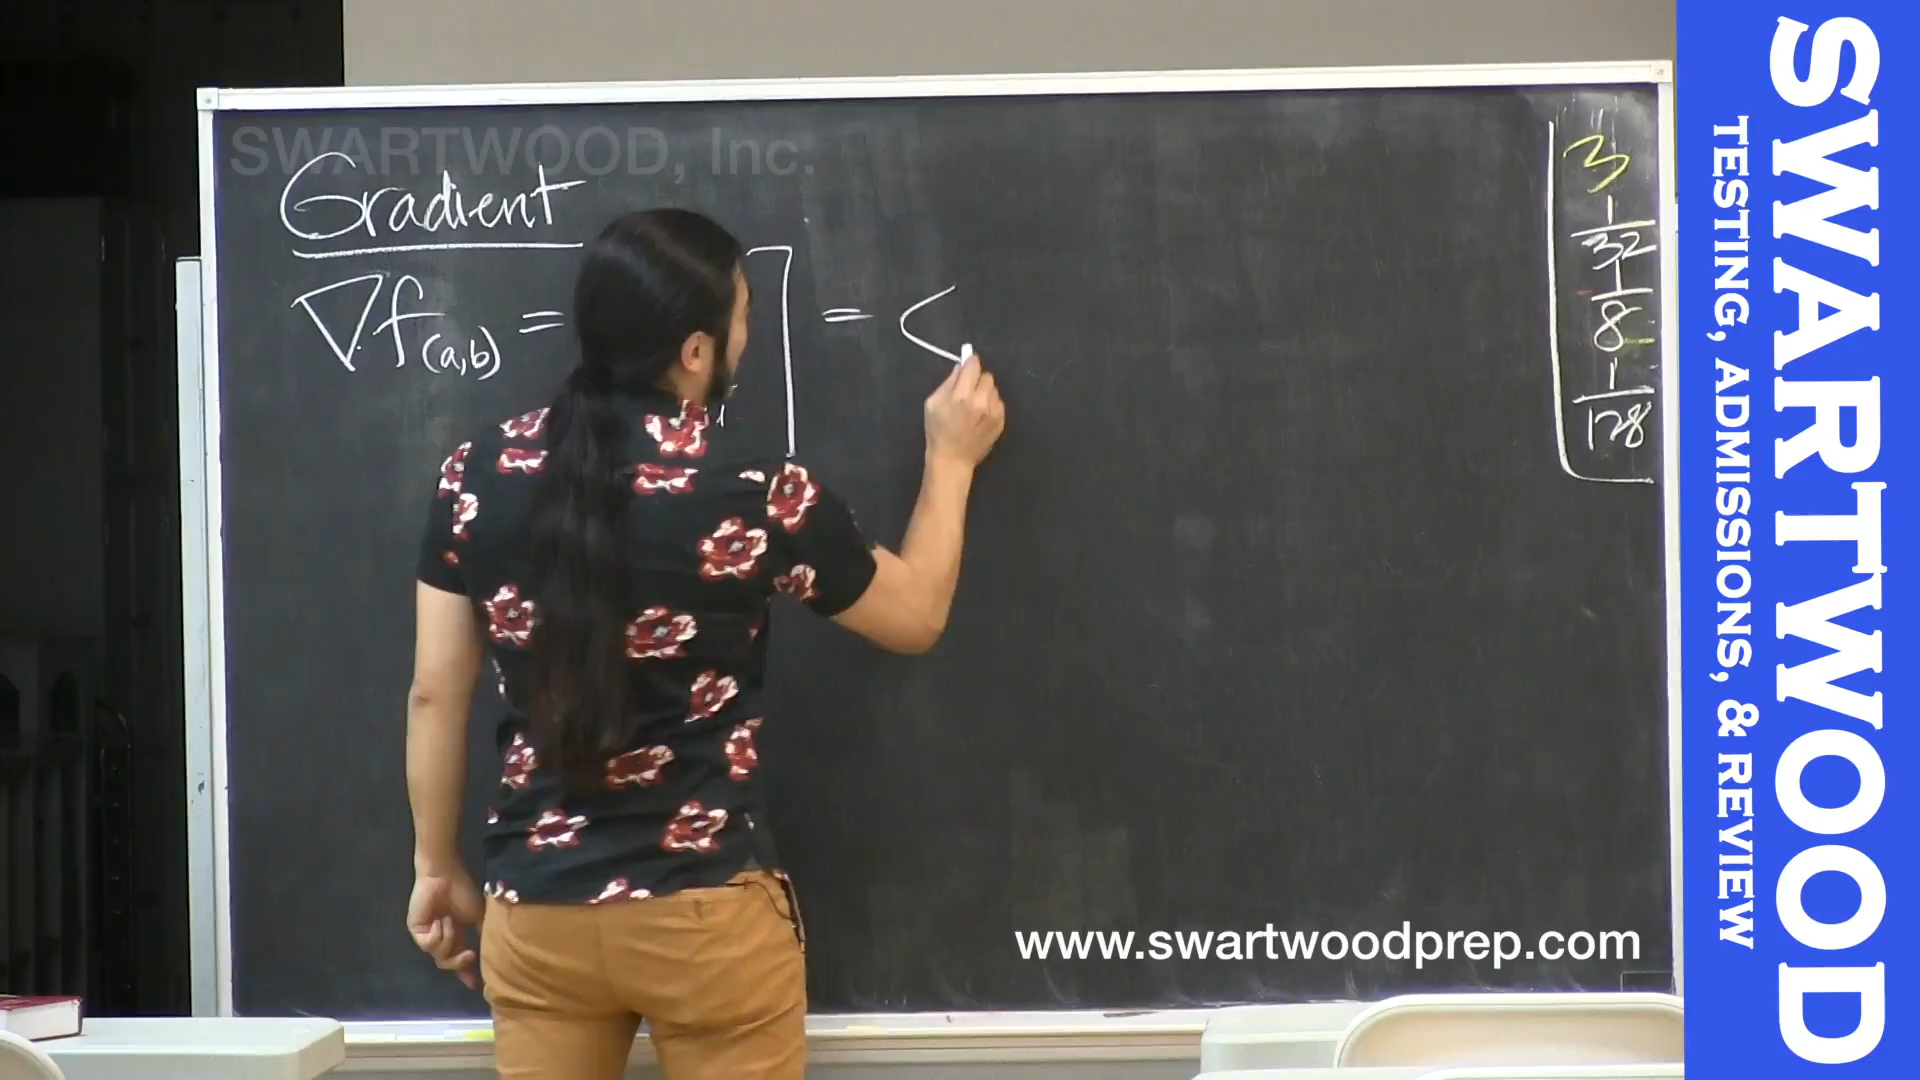 SWARTWOOD, Inc.
Gradient
∇f(a,b) = ] = <
3
1/32
1/8
1/128
www.swartwoodprep.com
SWARTWOOD
TESTING, ADMISSIONS, & REVIEW